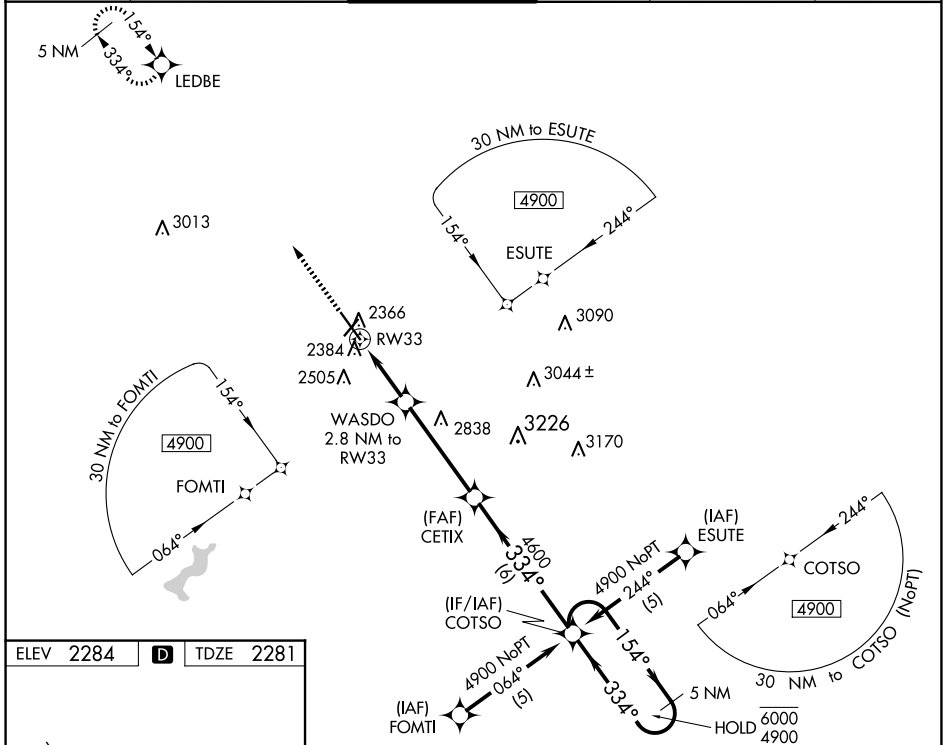 154°
5 NM
334°
LEDBE
30 NM to ESUTE
4900
154°
244°
ESUTE
3013
2366
RW33
3090
2384
2505
3044 ±
30 NM to FOMTI
154°
4900
FOMTI
064°
WASDO
2.8 NM to
RW33
2838
3226
3170
(FAF)
CETIX
4600
334°
(6)
(IAF)
ESUTE
4900 NoPT
244°
(5)
244°
COTSO
064°
4900
30 NM to COTSO (NoPT)
(IF/IAF)
COTSO
154°
334°
5 NM
HOLD 6000
4900
4900 NoPT
064°
(5)
(IAF)
FOMTI
ELEV 2284 D TDZE 2281